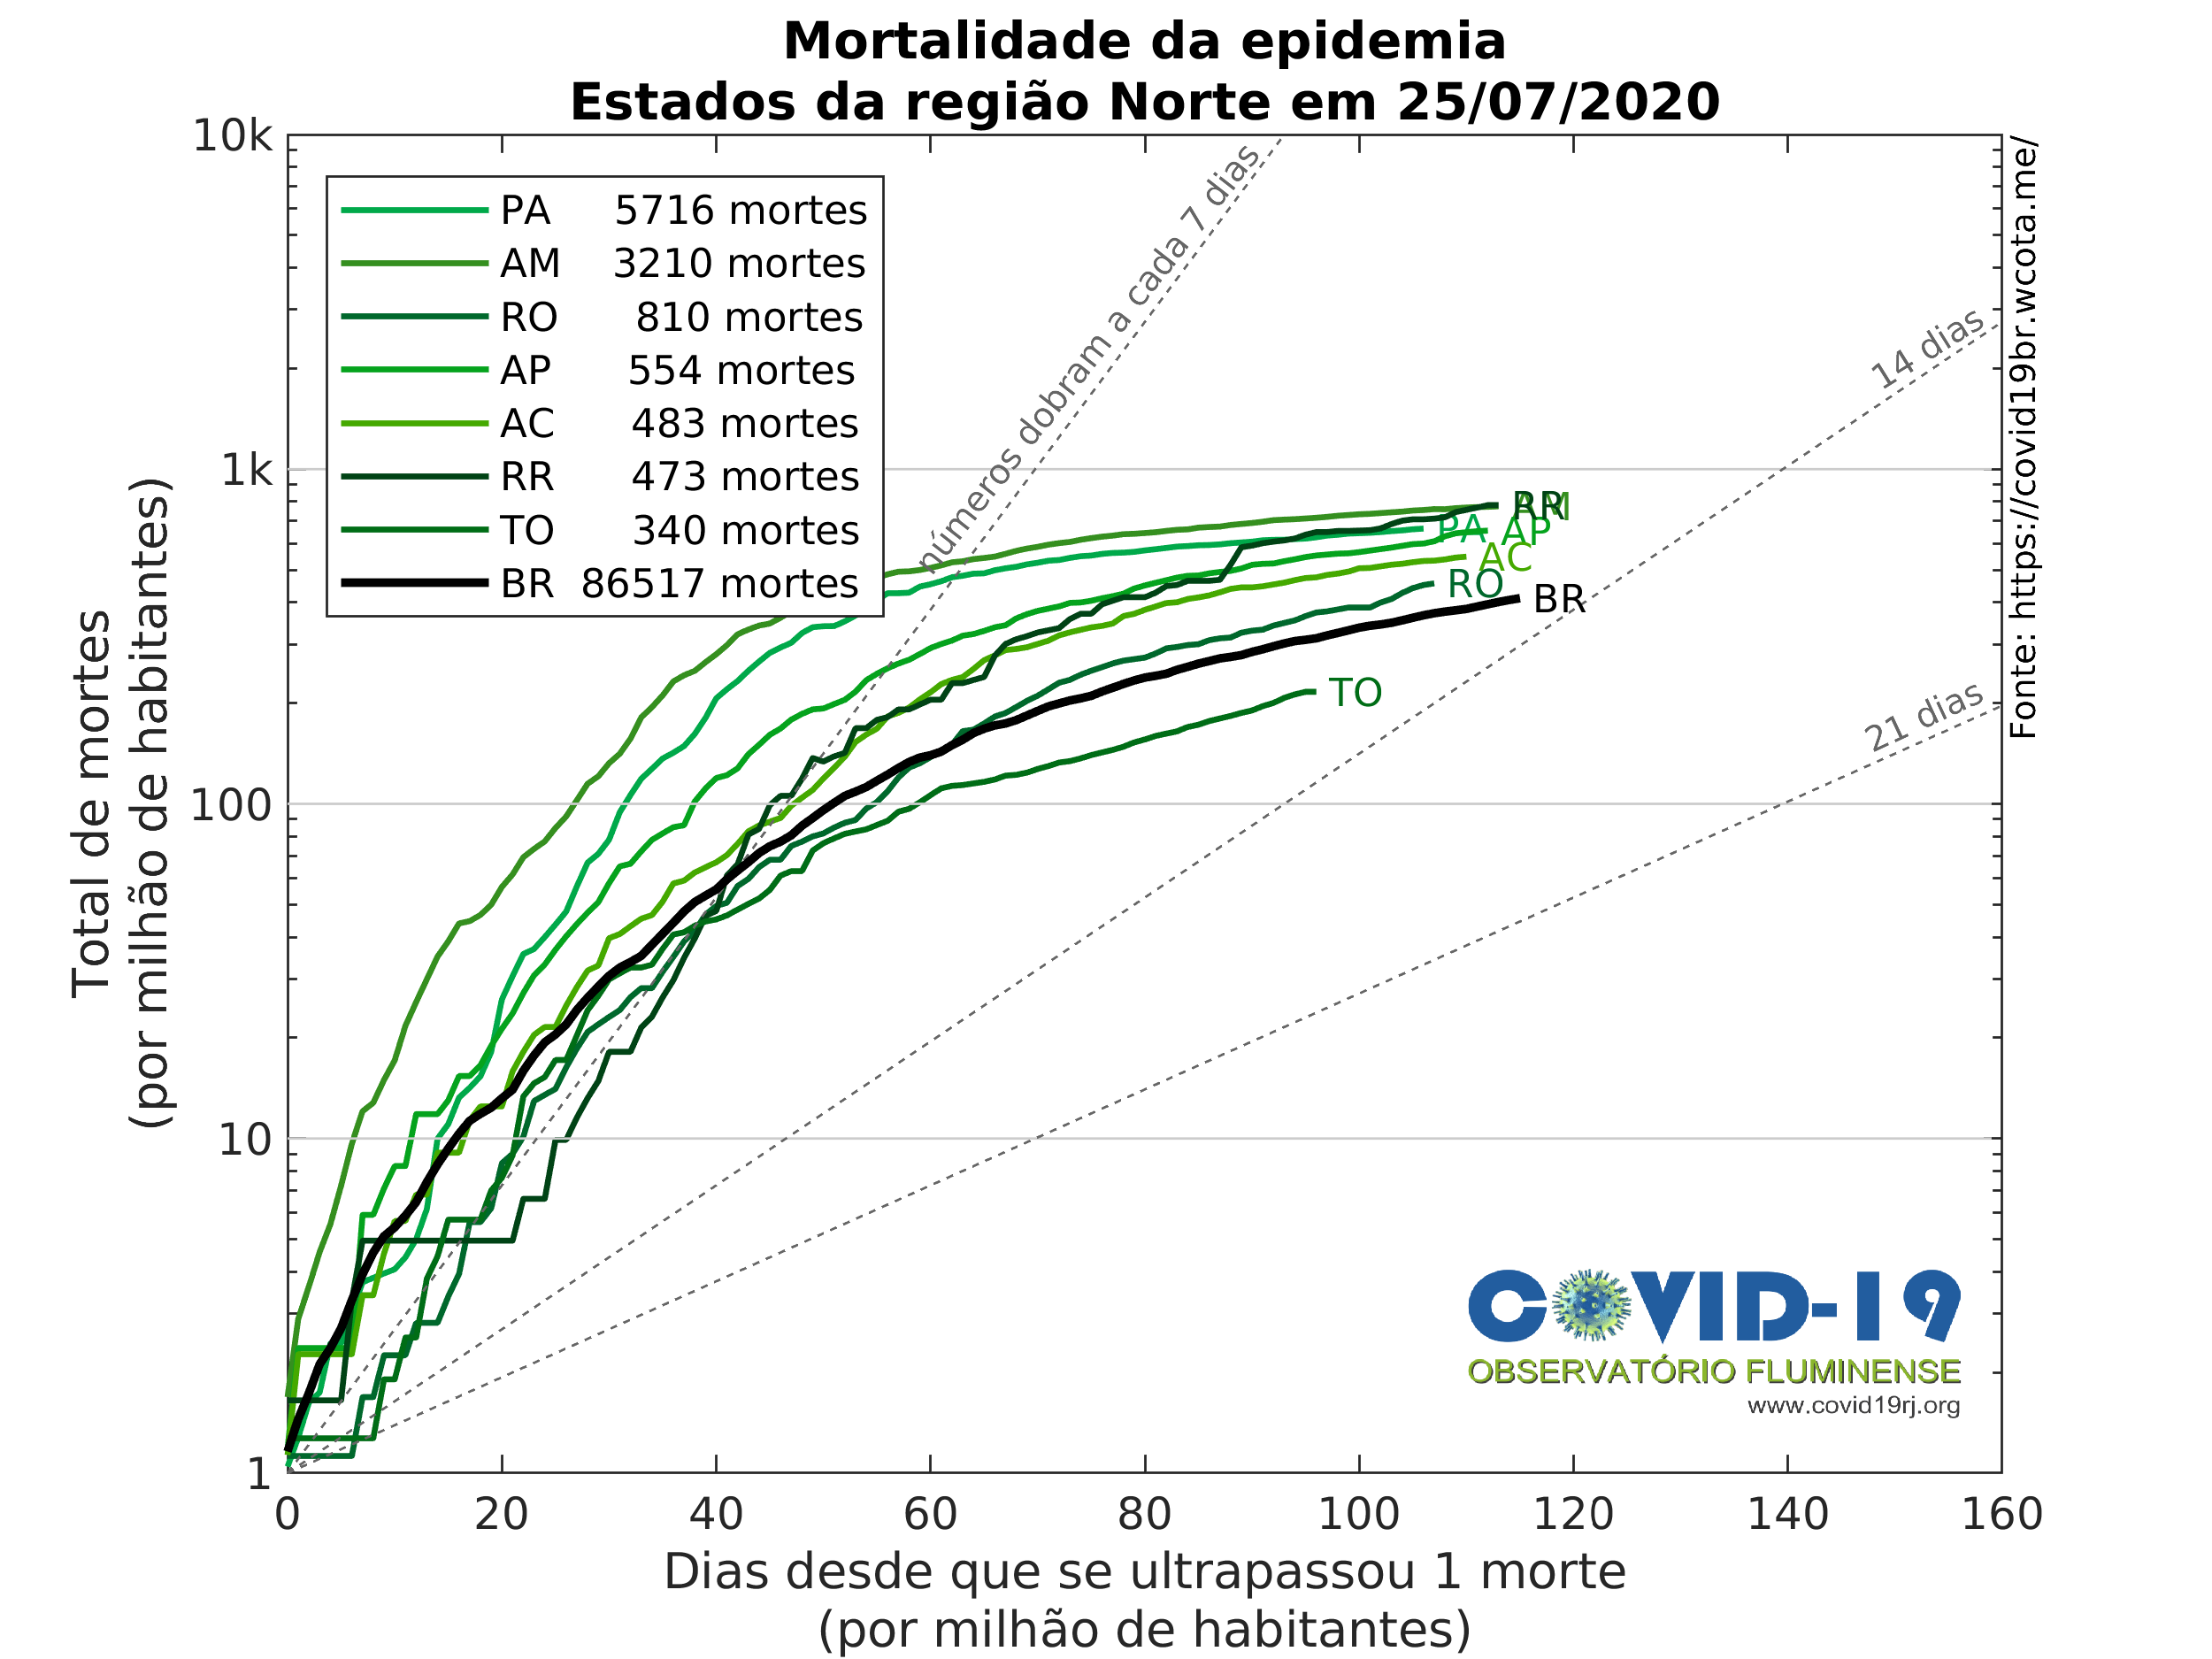 Mortalidade da epidemia
Estados da região Norte em 25/07/2020
10k
1k
100
10
1
Total de mortes
(por milhão de habitantes)
PA 5716 mortes
AM 3210 mortes
RO 810 mortes
AP 554 mortes
AC 483 mortes
RR 473 mortes
TO 340 mortes
BR 86517 mortes
números dobram a cada 7 dias
14 dias
21 dias
RR
AM
PA
AP
AC
RO
BR
TO
Fonte: https://covid19br.wcota.me/
COVID-19
OBSERVATÓRIO FLUMINENSE
www.covid19rj.org
0 20 40 60 80 100 120 140 160
Dias desde que se ultrapassou 1 morte
(por milhão de habitantes)